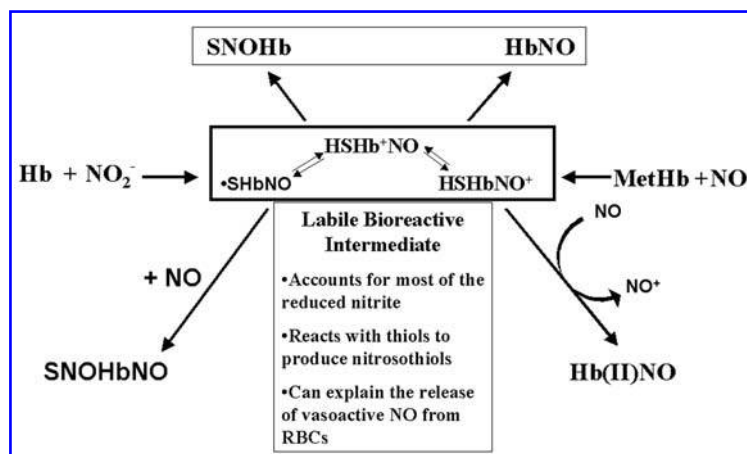 SNOHb HbNO
HSHb⁺NO
Hb + NO₂⁻ •SHbNO HSHbNO⁺ MetHb +NO
Labile Bioreactive
Intermediate
•Accounts for most of the
reduced nitrite
•Reacts with thiols to
produce nitrosothiols
•Can explain the release
of vasoactive NO from
RBCs
+ NO
SNOHbNO
NO
NO⁺
Hb(II)NO